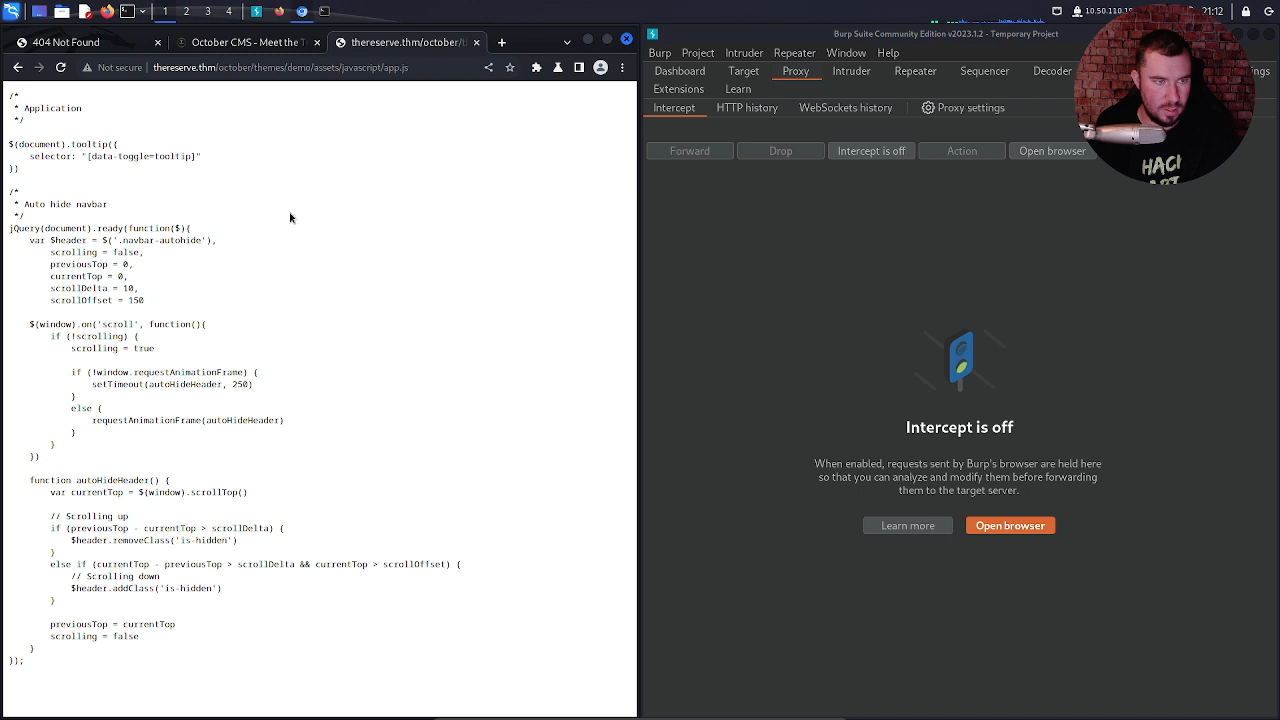 1 2 3 4
10.50.110.19
21:12
404 Not Found
October CMS - Meet the T
thereserve.thm/october/t
Not secure
thereserve.thm/october/themes/demo/assets/javascript/app.js
/*
* Application
*/
$(document).tooltip({
selector: "[data-toggle=tooltip]"
})
/*
* Auto hide navbar
*/
jQuery(document).ready(function($){
var $header = $('.navbar-autohide'),
scrolling = false,
previousTop = 0,
currentTop = 0,
scrollDelta = 10,
scrollOffset = 150
$(window).on('scroll', function(){
if (!scrolling) {
scrolling = true
if (!window.requestAnimationFrame) {
setTimeout(autoHideHeader, 250)
}
else {
requestAnimationFrame(autoHideHeader)
}
}
})
function autoHideHeader() {
var currentTop = $(window).scrollTop()
// Scrolling up
if (previousTop - currentTop > scrollDelta) {
$header.removeClass('is-hidden')
}
else if (currentTop - previousTop > scrollDelta && currentTop > scrollOffset) {
// Scrolling down
$header.addClass('is-hidden')
}
previousTop = currentTop
scrolling = false
}
});
Burp Suite Community Edition v2023.1.2 - Temporary Project
Burp Project Intruder Repeater Window Help
Dashboard Target Proxy Intruder Repeater Sequencer Decoder
Extensions Learn
Intercept HTTP history WebSockets history Proxy settings
Forward Drop Intercept is off Action Open browser
HACK
Intercept is off
When enabled, requests sent by Burp's browser are held here
so that you can analyze and modify them before forwarding
them to the target server.
Learn more Open browser